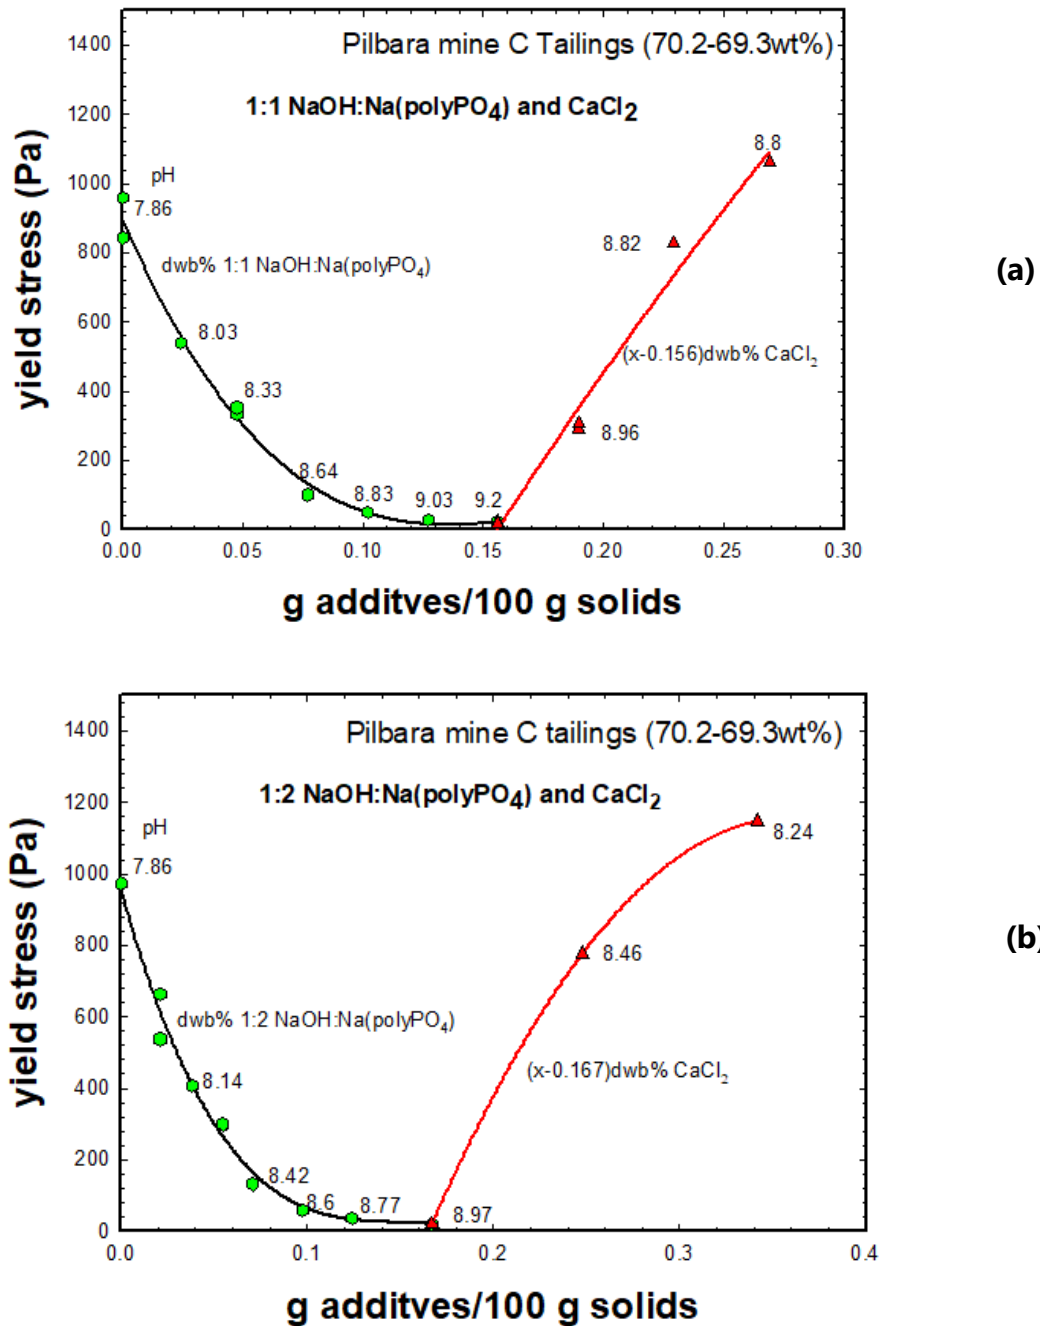 Pilbara mine C Tailings (70.2-69.3wt%)
1:1 NaOH:Na(polyPO4) and CaCl2
yield stress (Pa)
1400
1200
1000
800
600
400
200
0
pH
7.86
dwb% 1:1 NaOH:Na(polyPO4)
8.03
8.33
8.64
8.83
9.03
9.2
8.8
8.82
(x-0.156)dwb% CaCl2
8.96
0.00 0.05 0.10 0.15 0.20 0.25 0.30
g additves/100 g solids
(a)
Pilbara mine C tailings (70.2-69.3wt%)
1:2 NaOH:Na(polyPO4) and CaCl2
yield stress (Pa)
1400
1200
1000
800
600
400
200
0
pH
7.86
dwb% 1:2 NaOH:Na(polyPO4)
8.14
8.42
8.6
8.77
8.97
8.24
8.46
(x-0.167)dwb% CaCl2
0.0 0.1 0.2 0.3 0.4
g additves/100 g solids
(b)